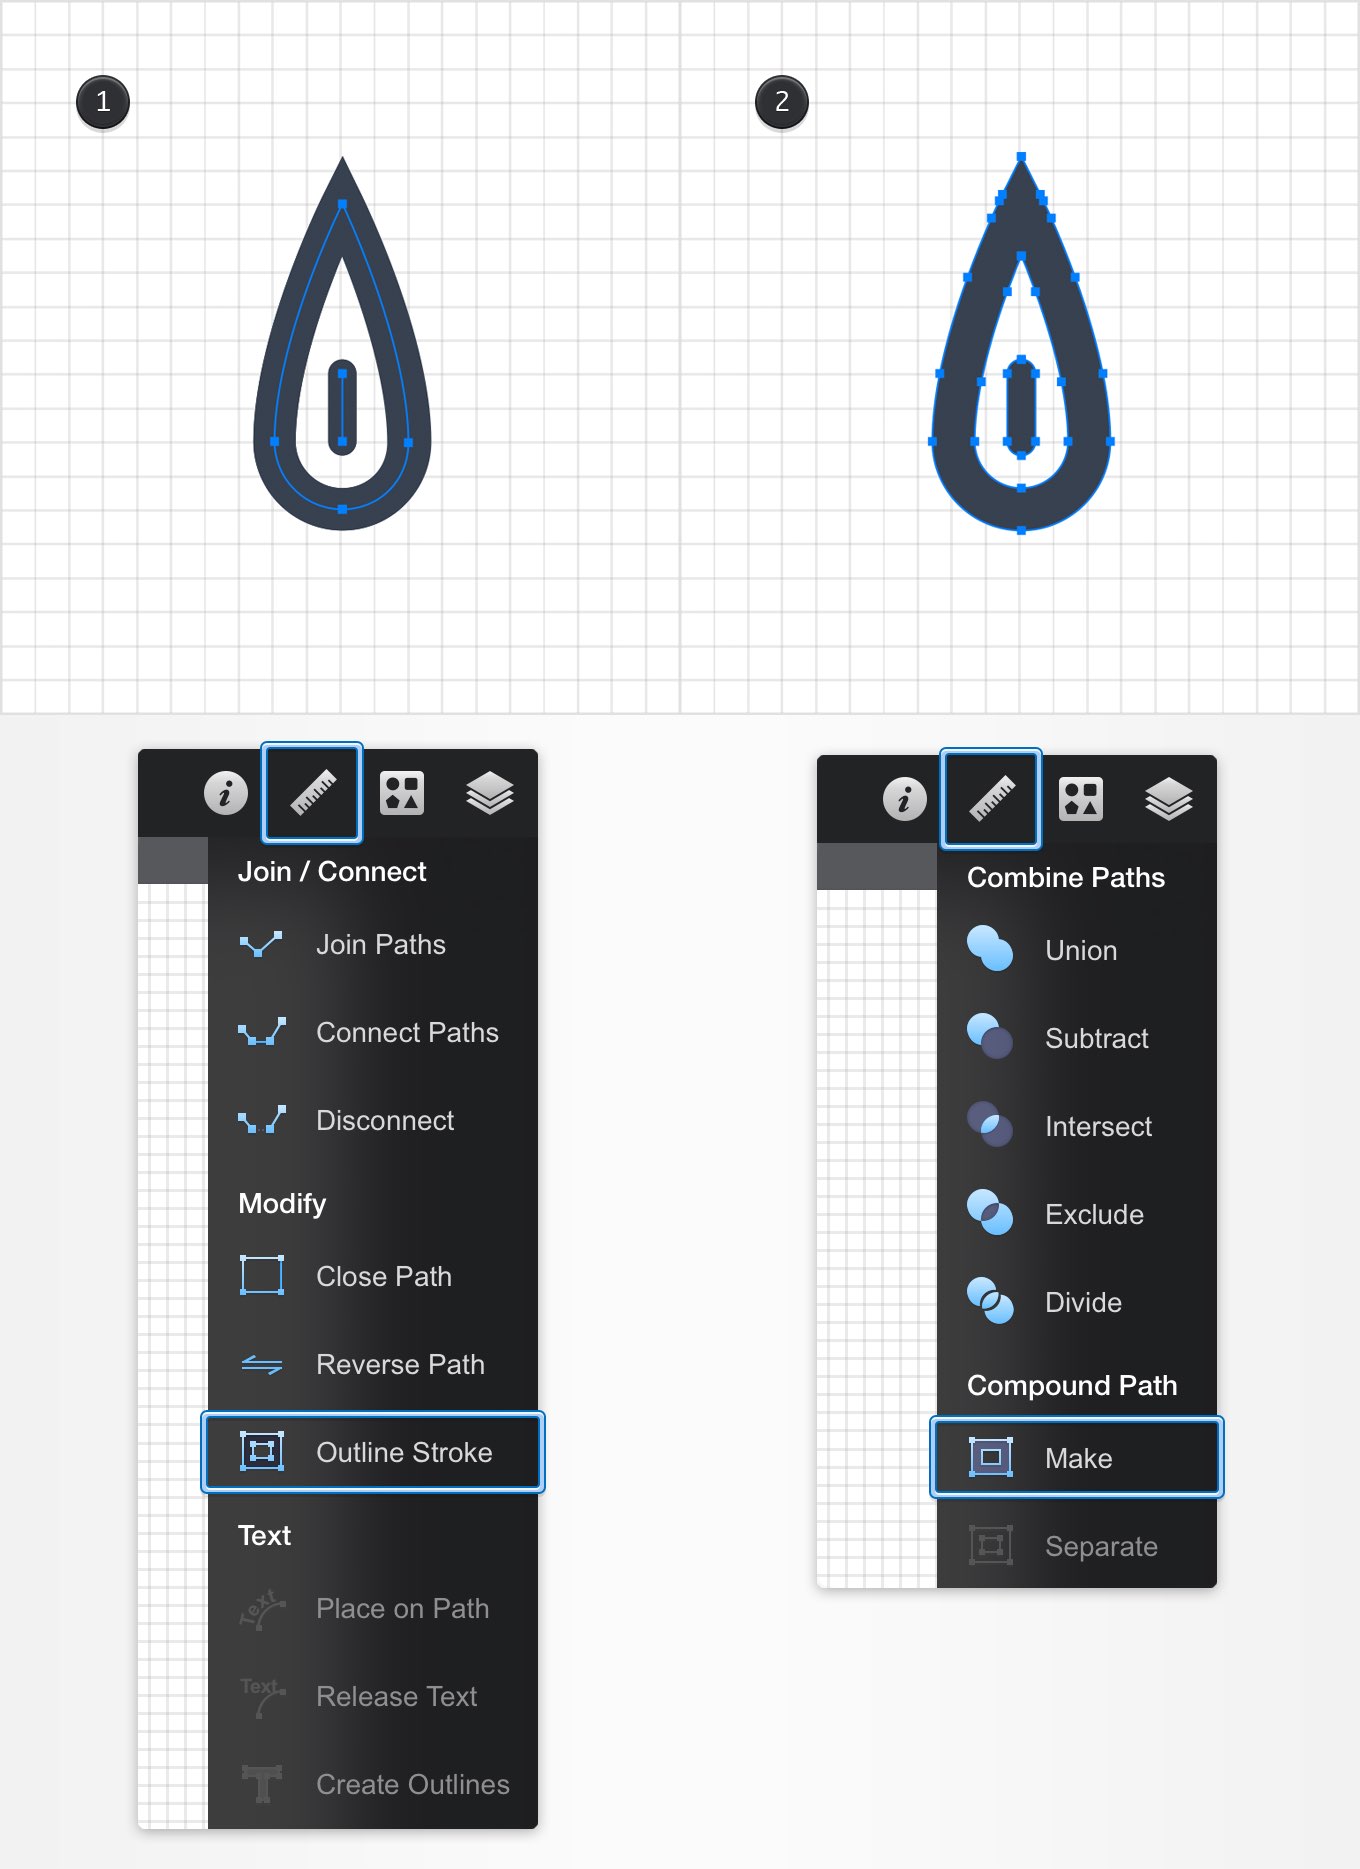 1
2
Join / Connect
Join Paths
Connect Paths
Disconnect
Modify
Close Path
Reverse Path
Outline Stroke
Text
Text
Place on Path
Text
Release Text
T
Create Outlines
Combine Paths
Union
Subtract
Intersect
Exclude
Divide
Compound Path
Make
Separate